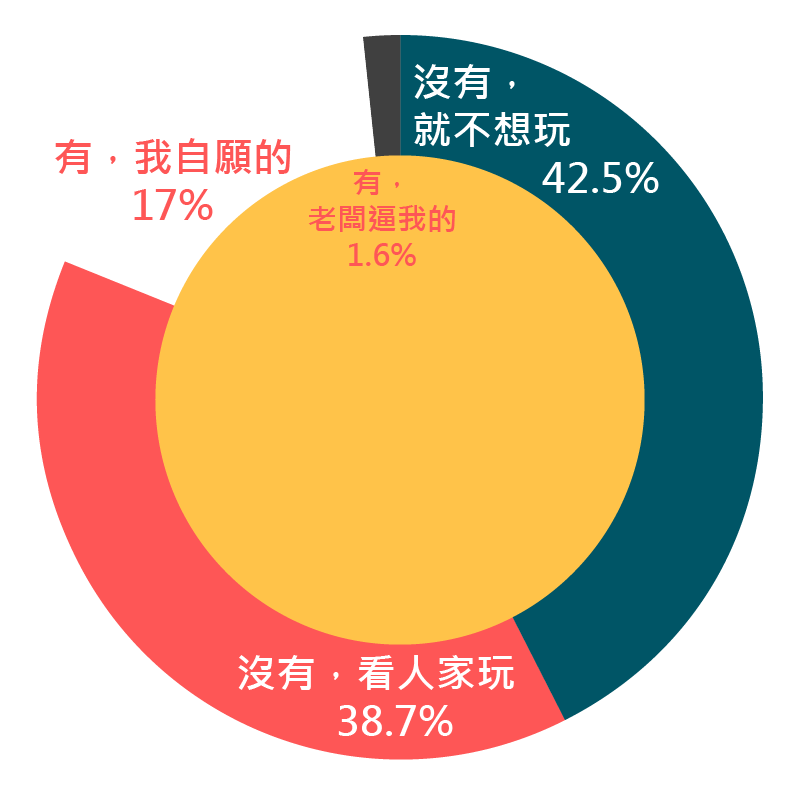 沒有，
就不想玩
42.5%
有，我自願的
17%
有，
老闆逼我的
1.6%
沒有，看人家玩
38.7%